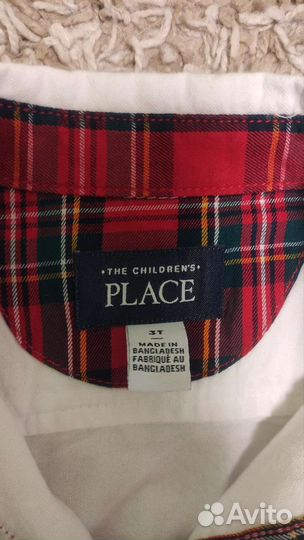 • THE CHILDREN'S •
PLACE
3T
MADE IN
BANGLADESH
FABRIQUÉ AU
BANGLADESH
Avito